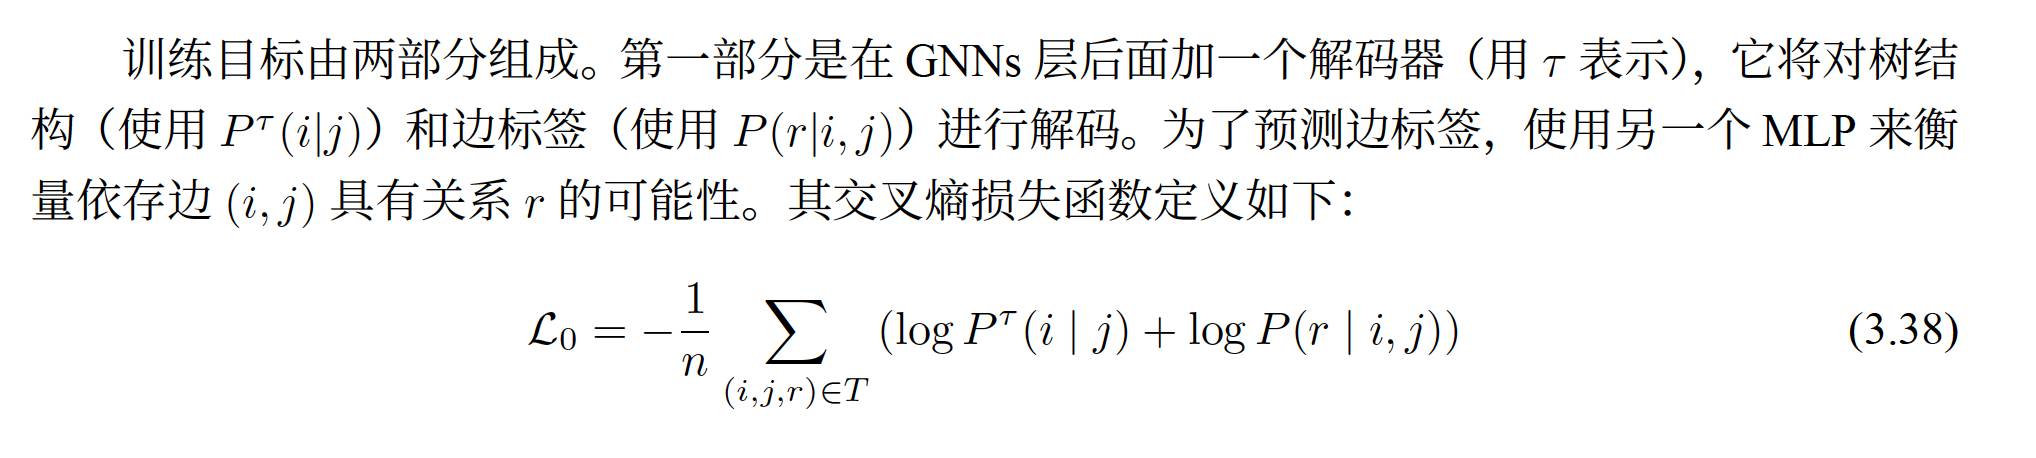 训练目标由两部分组成。第一部分是在 GNNs 层后面加一个解码器（用 τ 表示），它将对树结
构（使用 P^τ(i|j)）和边标签（使用 P(r|i, j)）进行解码。为了预测边标签，使用另一个 MLP 来衡
量依存边 (i, j) 具有关系 r 的可能性。其交叉熵损失函数定义如下：
ℒ₀ = −\frac{1}{n} \sum_{(i,j,r)∈T} (log P^τ(i | j) + log P(r | i, j)) (3.38)